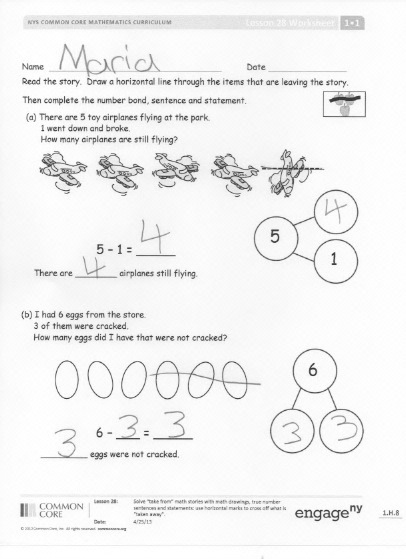 NYS COMMON CORE MATHEMATICS CURRICULUM Lesson 28 Worksheet 1•1
Name Maria Date
Read the story. Draw a horizontal line through the items that are leaving the story.
Then complete the number bond, sentence and statement.
(a) There are 5 toy airplanes flying at the park.
1 went down and broke.
How many airplanes are still flying?
4
5
1
5 - 1 = 4
There are 4 airplanes still flying.
(b) I had 6 eggs from the store.
3 of them were cracked.
How many eggs did I have that were not cracked?
6
3 3
6 - 3 = 3
3 eggs were not cracked.
COMMON CORE
Lesson 28: Solve "take from" math stories with math drawings, true number
sentences and statements; use horizontal marks to cross off what is
"taken away".
Date: 4/25/13
engageny
1.H.8
© 2013 Common Core, Inc. All rights reserved. commoncore.org